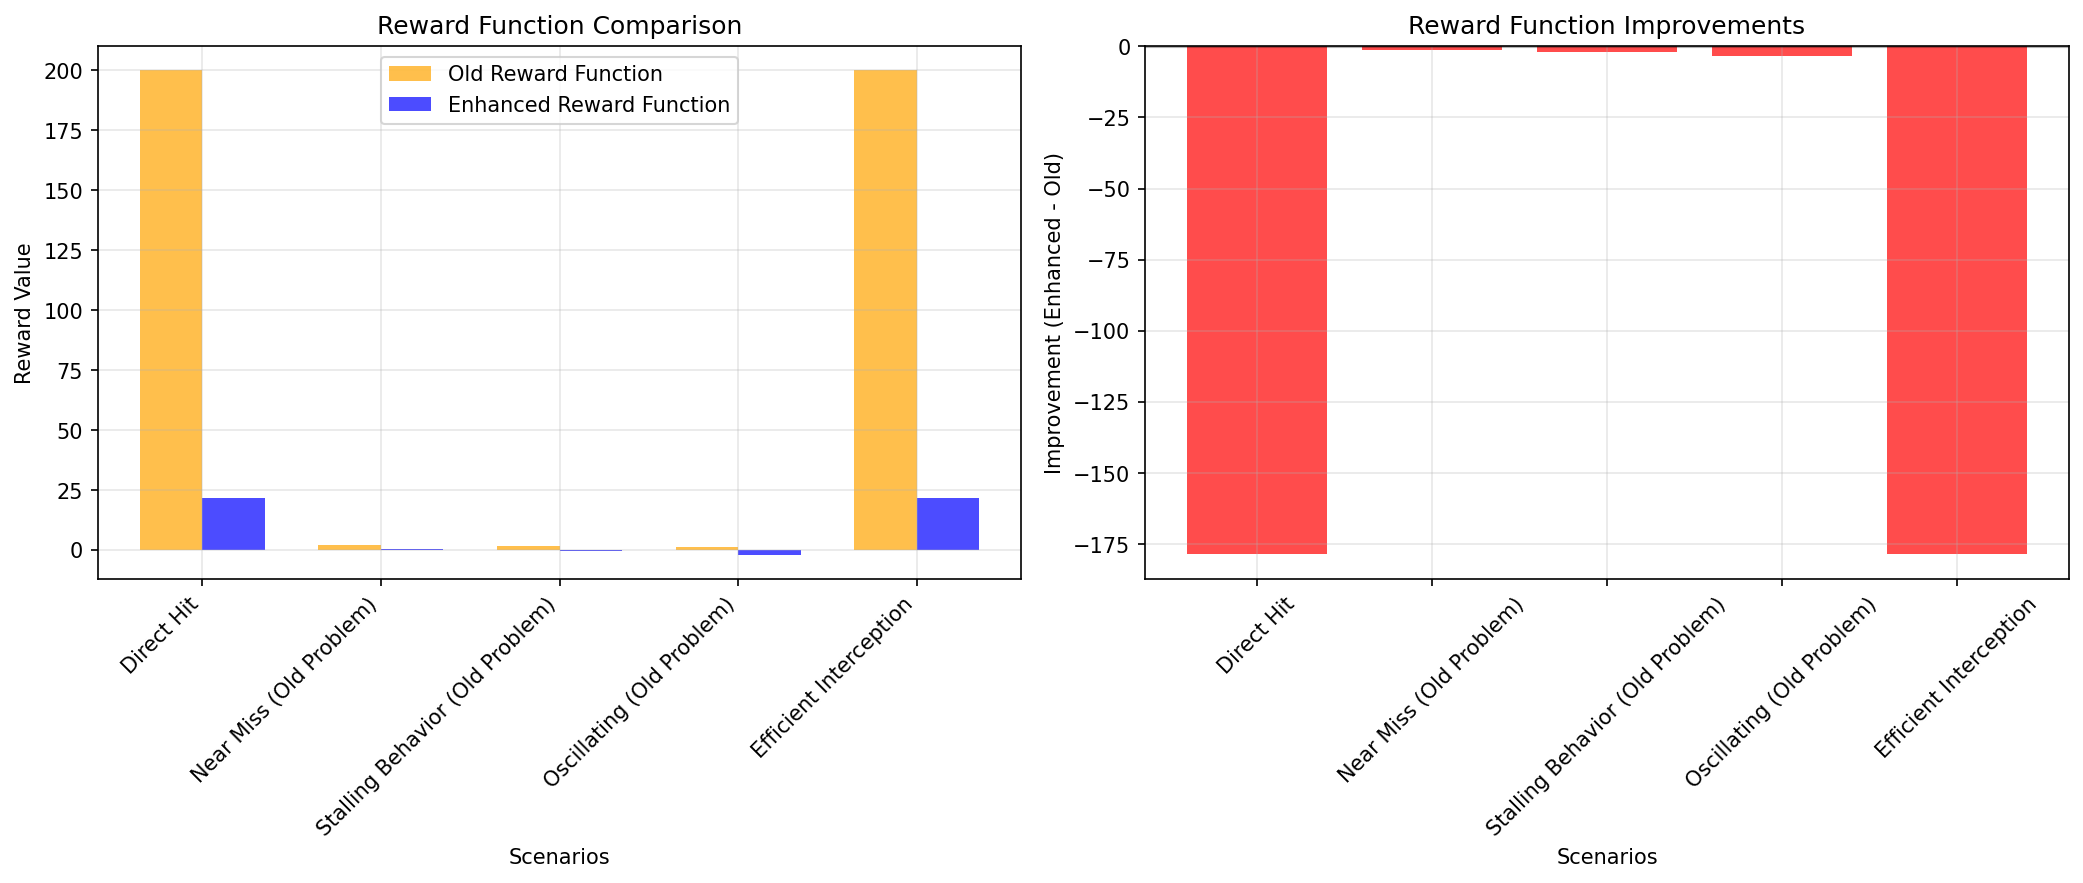 Reward Function Comparison
Old Reward Function
Enhanced Reward Function
Reward Value
200
175
150
125
100
75
50
25
0
Direct Hit
Near Miss (Old Problem)
Stalling Behavior (Old Problem)
Oscillating (Old Problem)
Efficient Interception
Scenarios
Reward Function Improvements
Improvement (Enhanced - Old)
0
−25
−50
−75
−100
−125
−150
−175
Direct Hit
Near Miss (Old Problem)
Stalling Behavior (Old Problem)
Oscillating (Old Problem)
Efficient Interception
Scenarios